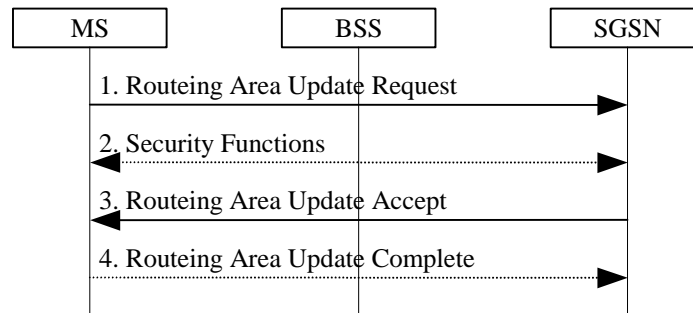 MS BSS SGSN
1. Routeing Area Update Request
2. Security Functions
3. Routeing Area Update Accept
4. Routeing Area Update Complete